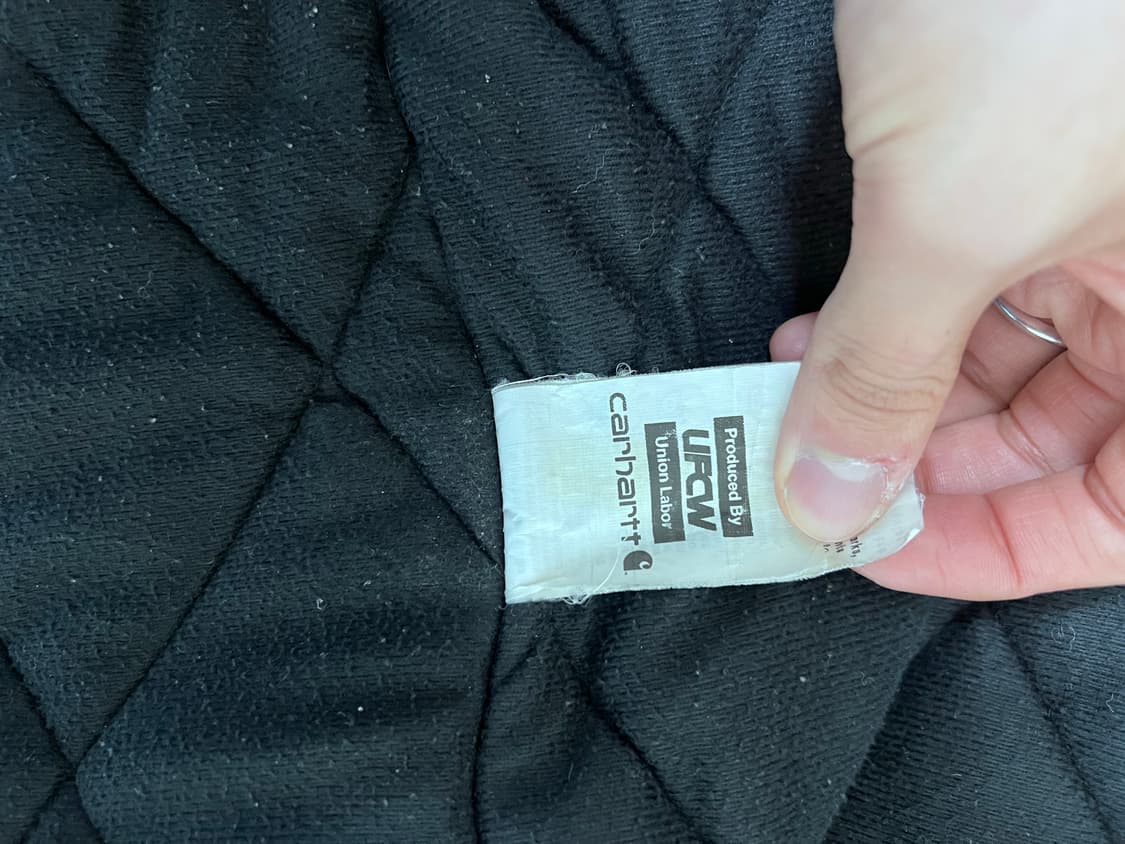 Produced By
UFCW
Union Labor
carhartt